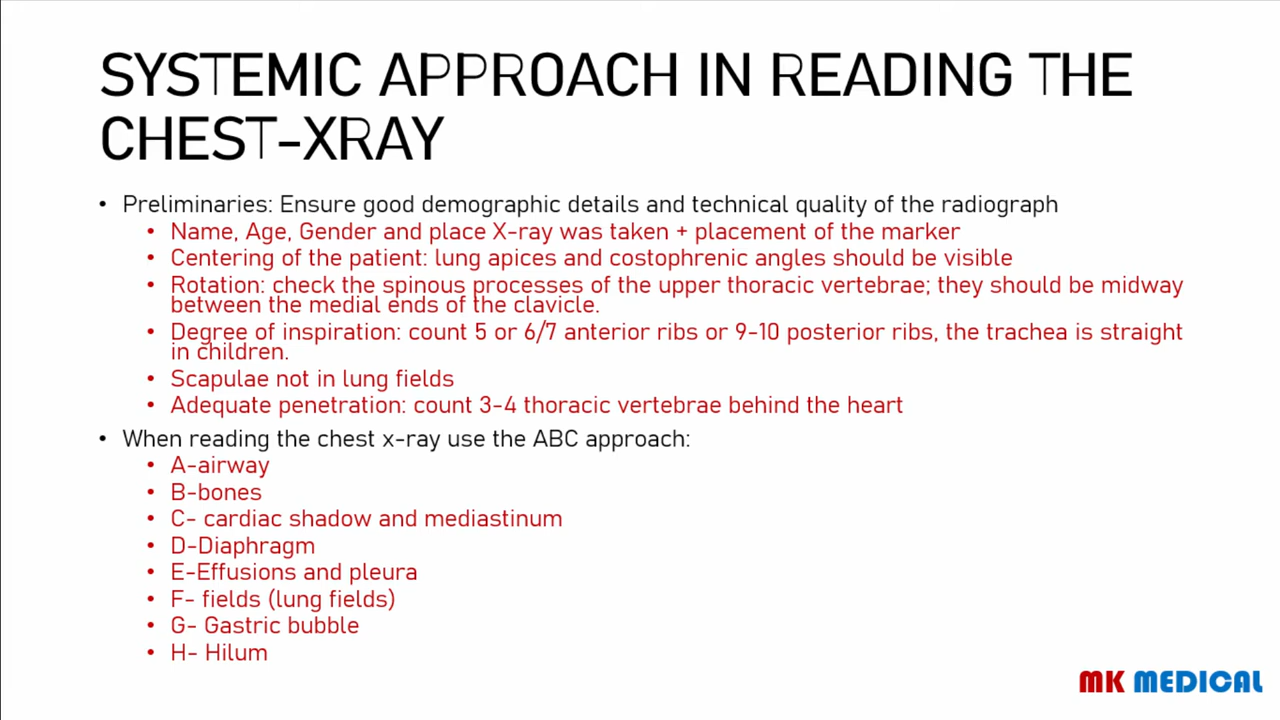 SYSTEMIC APPROACH IN READING THE
CHEST-XRAY
• Preliminaries: Ensure good demographic details and technical quality of the radiograph
• Name, Age, Gender and place X-ray was taken + placement of the marker
• Centering of the patient: lung apices and costophrenic angles should be visible
• Rotation: check the spinous processes of the upper thoracic vertebrae; they should be midway
between the medial ends of the clavicle.
• Degree of inspiration: count 5 or 6/7 anterior ribs or 9-10 posterior ribs, the trachea is straight
in children.
• Scapulae not in lung fields
• Adequate penetration: count 3-4 thoracic vertebrae behind the heart
• When reading the chest x-ray use the ABC approach:
• A-airway
• B-bones
• C- cardiac shadow and mediastinum
• D-Diaphragm
• E-Effusions and pleura
• F- fields (lung fields)
• G- Gastric bubble
• H- Hilum
MK MEDICAL